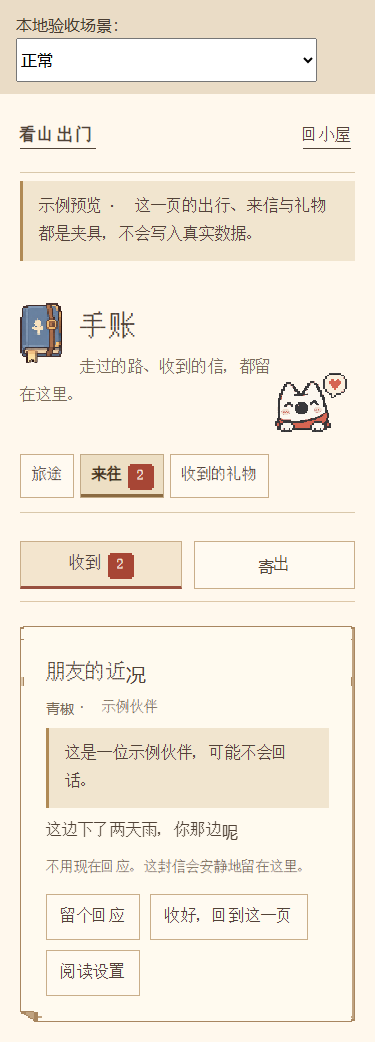 本地验收场景：
正常
看山出门
回小屋
示例预览 · 这一页的出行、来信与礼物
都是夹具，不会写入真实数据。
手账
走过的路、收到的信，都留
在这里。
旅途
来往 2
收到的礼物
收到 2
寄出
朋友的近况
青椒 · 示例伙伴
这是一位示例伙伴，可能不会回
话。
这边下了两天雨，你那边呢
不用现在回应。这封信会安静地留在这里。
留个回应
收好，回到这一页
阅读设置